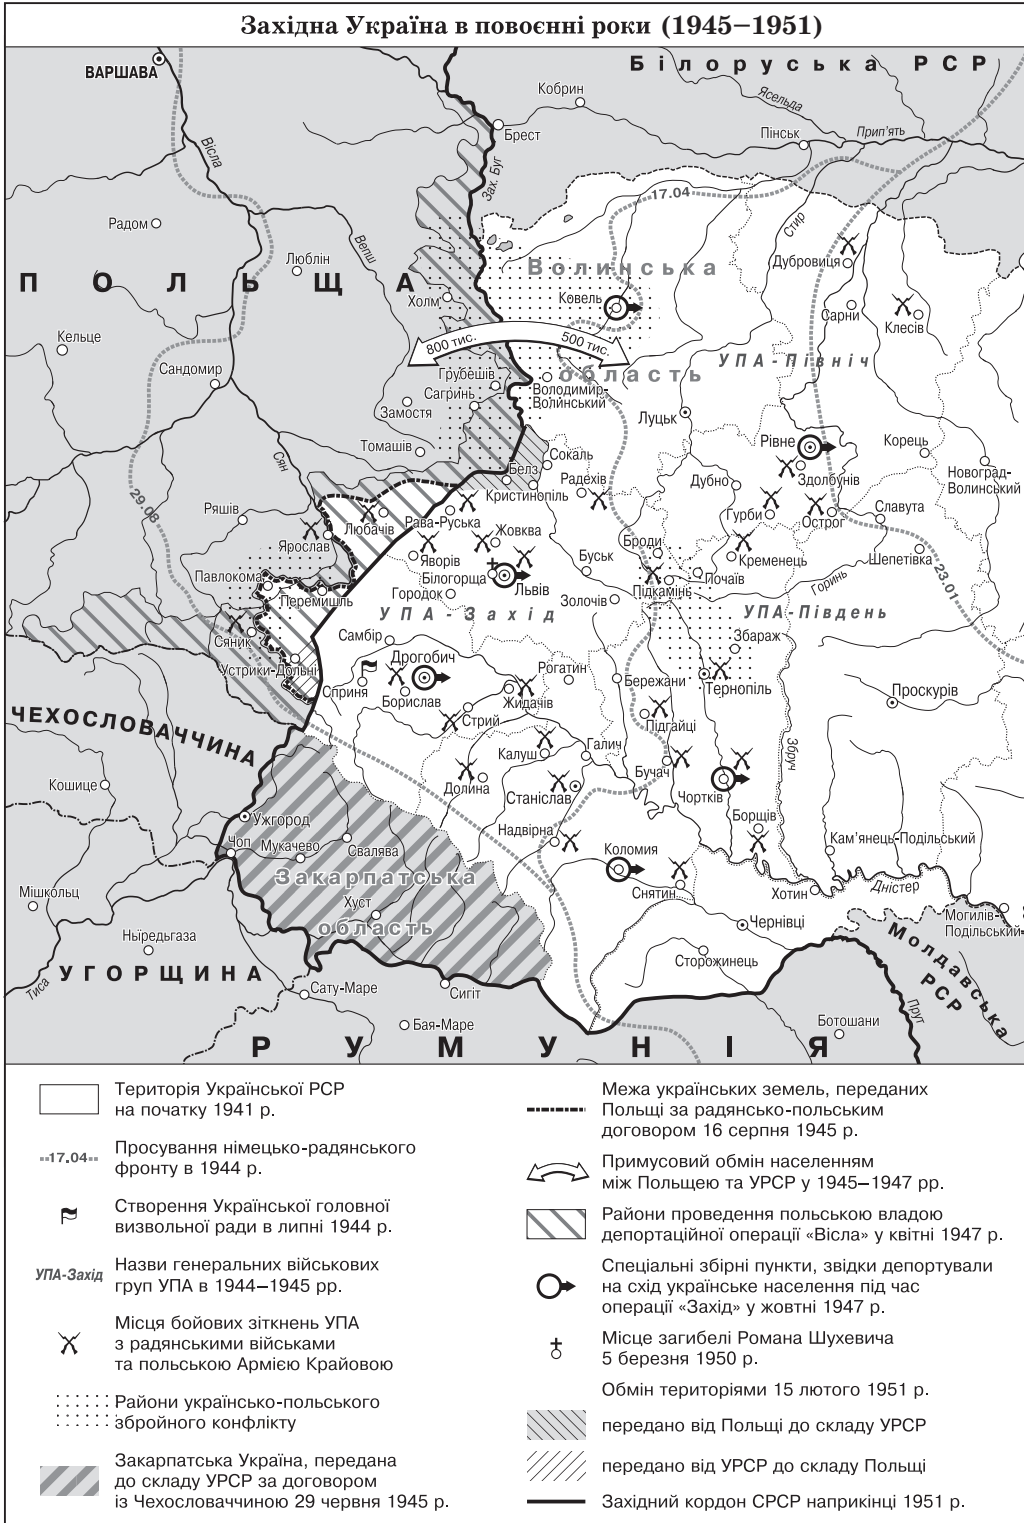 Західна Україна в повоєнні роки (1945–1951)
ВАРШАВА
Білоруська РСР
Кобрин
Ясельда
Брест
Пінськ
Прип'ять
Вісла
Зах. Буг
17.04
Стир
Радом
Люблін
Вепш
Дубровиця
ПОЛЬЩА
Волинська
Холм
Ковель
Сарни
Клесів
Кельце
800 тис.
500 тис.
УПА-Північ
Сандомир
Грубешів
область
Сагринь
Володимир-
Волинський
Замостя
Луцьк
Томашів
Рівне
Корець
Сян
Сокаль
Белз
Радехів
Здолбунів
Новоград-
Волинський
29.08
Кристинопіль
Дубно
Ряшів
Любачів
Рава-Руська
Гурби
Острог
Славута
Жовква
Ярослав
Яворів
Буськ
Броди
Кременець
Шепетівка
Білогорща
Павлокома
Львів
Почаїв
Перемишль
Городок
Золочів
Підкамінь
Горинь
23.01
УПА-Захід
УПА-Південь
Сяник
Самбір
Збараж
Устрики-Дольні
Дрогобич
Рогатин
Сприня
Бережани
Тернопіль
Борислав
Жидачів
Проскурів
ЧЕХОСЛОВАЧЧИНА
Стрий
Підгайці
Калуш
Галич
Збруч
Кошице
Долина
Бучач
Станіслав
Чортків
Ужгород
Надвірна
Борщів
Чоп
Мукачево
Свалява
Коломия
Кам'янець-Подільський
Закарпатська
Мішкольц
Снятин
Хотин
Дністер
Хуст
область
Чернівці
Могилів-
Подільський
Ньїредьгаза
Молдавська
РСР
УГОРЩИНА
Сторожинець
Тиса
Сату-Маре
Сигіт
Прут
Бая-Маре
Ботошани
РУМУНІЯ
Територія Української РСР
на початку 1941 р.
17.04
Просування німецько-радянського
фронту в 1944 р.
Створення Української головної
визвольної ради в липні 1944 р.
УПА-Захід
Назви генеральних військових
груп УПА в 1944–1945 рр.
Місця бойових зіткнень УПА
з радянськими військами
та польською Армією Крайовою
Райони українсько-польського
збройного конфлікту
Закарпатська Україна, передана
до складу УРСР за договором
із Чехословаччиною 29 червня 1945 р.
Межа українських земель, переданих
Польщі за радянсько-польським
договором 16 серпня 1945 р.
Примусовий обмін населенням
між Польщею та УРСР у 1945–1947 рр.
Райони проведення польською владою
депортаційної операції «Вісла» у квітні 1947 р.
Спеціальні збірні пункти, звідки депортували
на схід українське населення під час
операції «Захід» у жовтні 1947 р.
Місце загибелі Романа Шухевича
5 березня 1950 р.
Обмін територіями 15 лютого 1951 р.
передано від Польщі до складу УРСР
передано від УРСР до складу Польщі
Західний кордон СРСР наприкінці 1951 р.